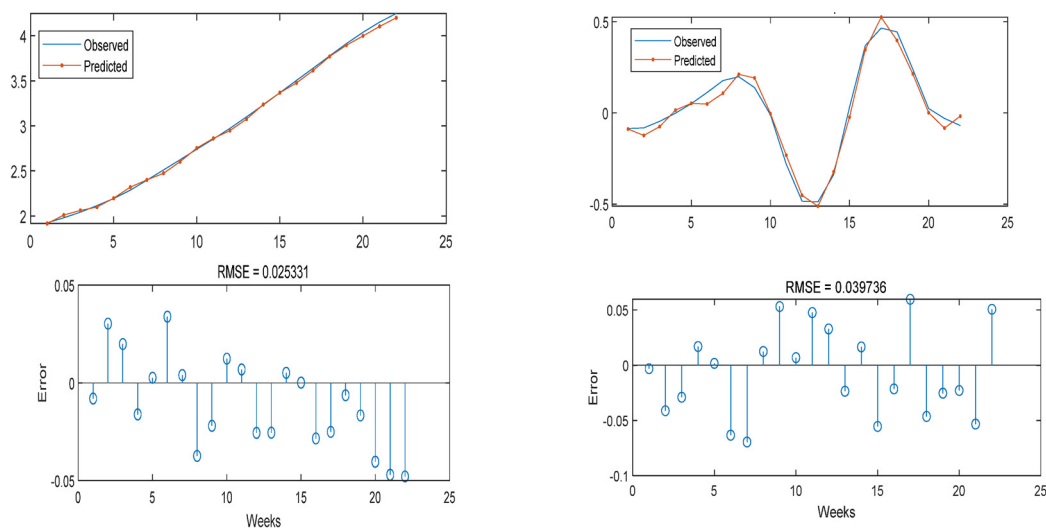 4
3.5
3
2.5
2
Observed
Predicted
0 5 10 15 20 25
0.5
0
-0.5
Observed
Predicted
0 5 10 15 20 25
RMSE = 0.025331
0.05
0
-0.05
Error
0 5 10 15 20 25
Weeks
RMSE = 0.039736
0.05
0
-0.05
-0.1
Error
0 5 10 15 20 25
Weeks